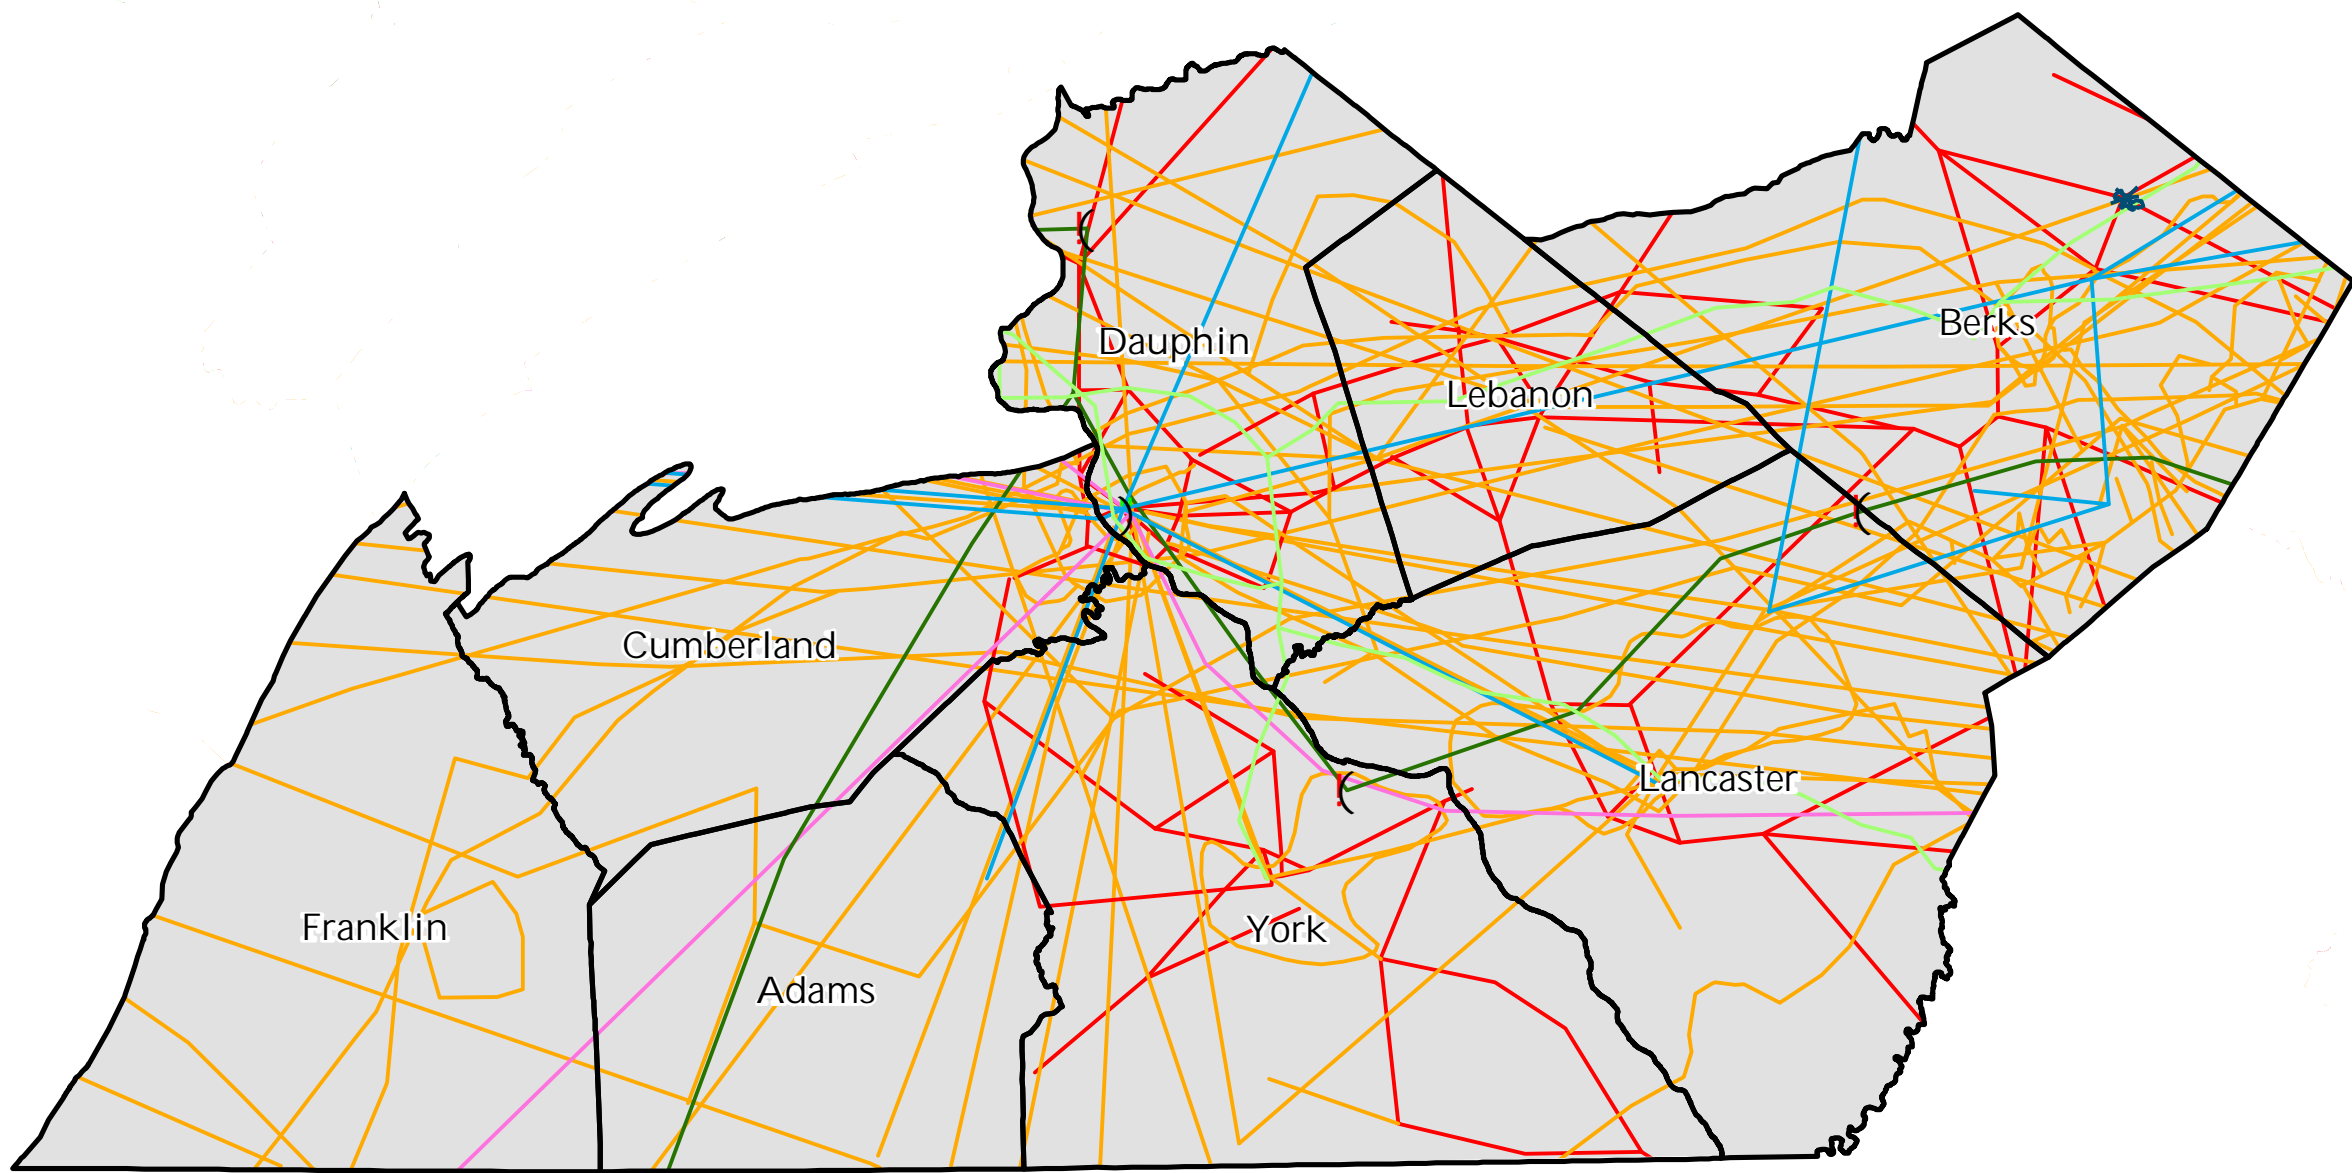 Berks
Dauphin
Lebanon
Cumberland
Lancaster
Franklin
York
Adams